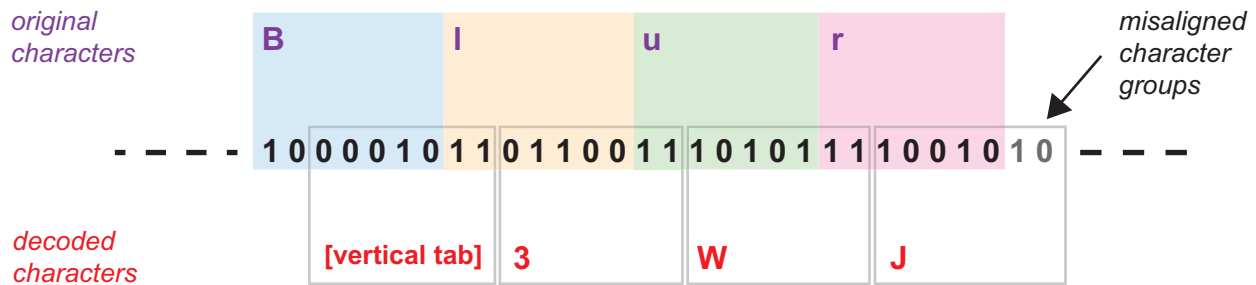 original
characters
B l u r
misaligned
character
groups
1 0 0 0 0 1 0 1 1 0 1 1 0 0 1 1 1 0 1 0 1 1 1 1 0 0 1 0 1 0
decoded
characters
[vertical tab] 3 W J